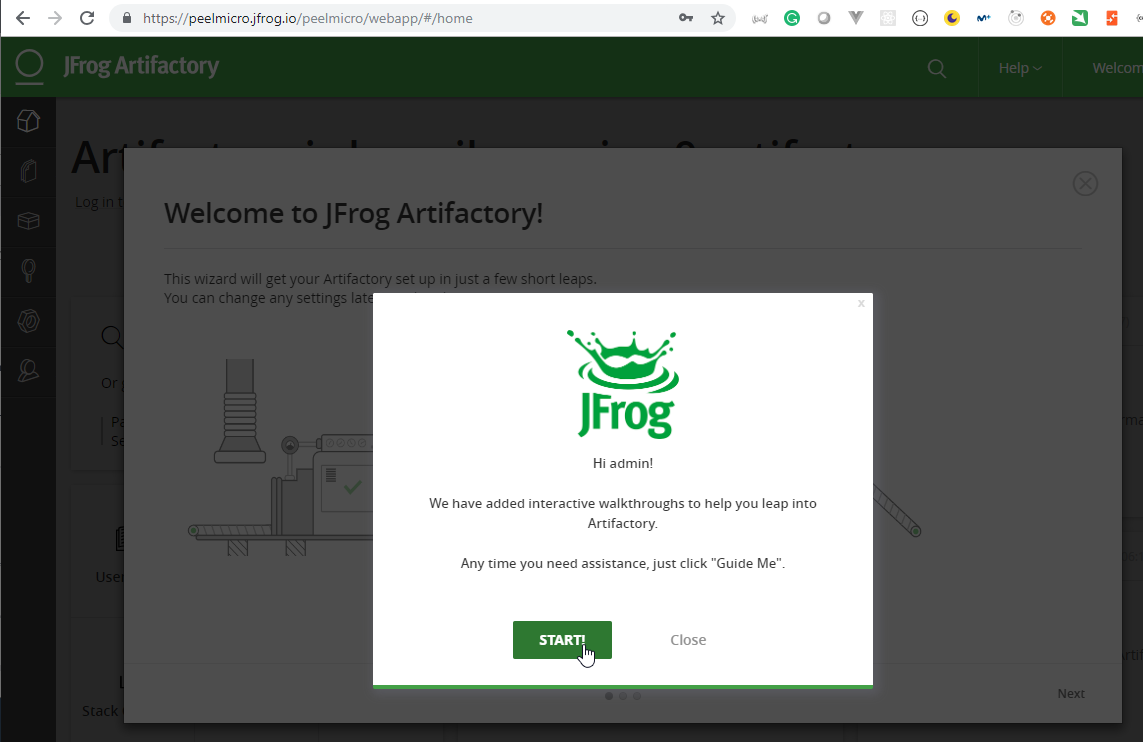 https://peelmicro.jfrog.io/peelmicro/webapp/#/home
JFrog Artifactory
Help
Welcom
Log in t
Welcome to JFrog Artifactory!
This wizard will get your Artifactory set up in just a few short leaps.
You can change any settings late
x
JFrog
Hi admin!
We have added interactive walkthroughs to help you leap into
Artifactory.
Any time you need assistance, just click "Guide Me".
START!
Close
Or
Pa
Se
User
Stack
Next